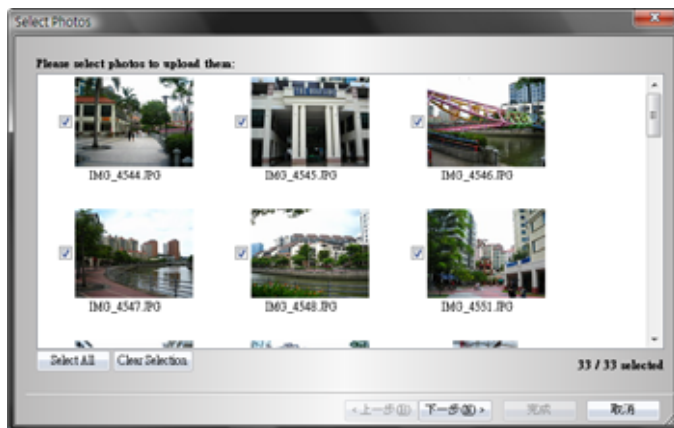 Select Photos
Please select photos to upload them:
IMG_4544.JPG
IMG_4545.JPG
IMG_4546.JPG
IMG_4547.JPG
IMG_4548.JPG
IMG_4551.JPG
Select All
Clear Selection
33 / 33 selected
<上一步(B)
下一步(N)>
完成
取消